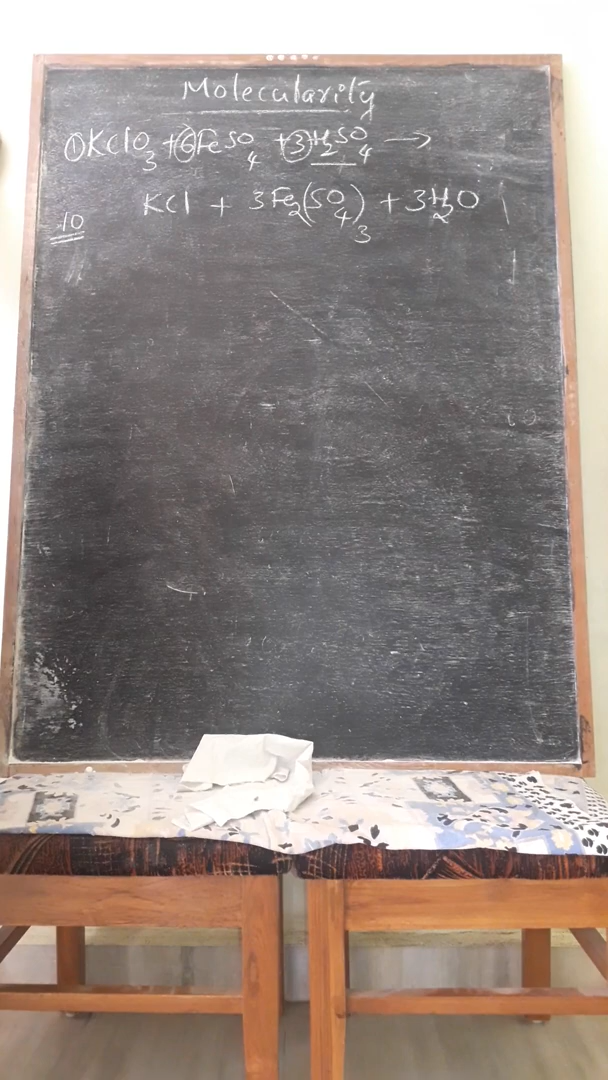 Molecularity
①KClO₃ + ⑥FeSO₄ + ③H₂SO₄ →
KCl + 3Fe₂(SO₄)₃ + 3H₂O
10